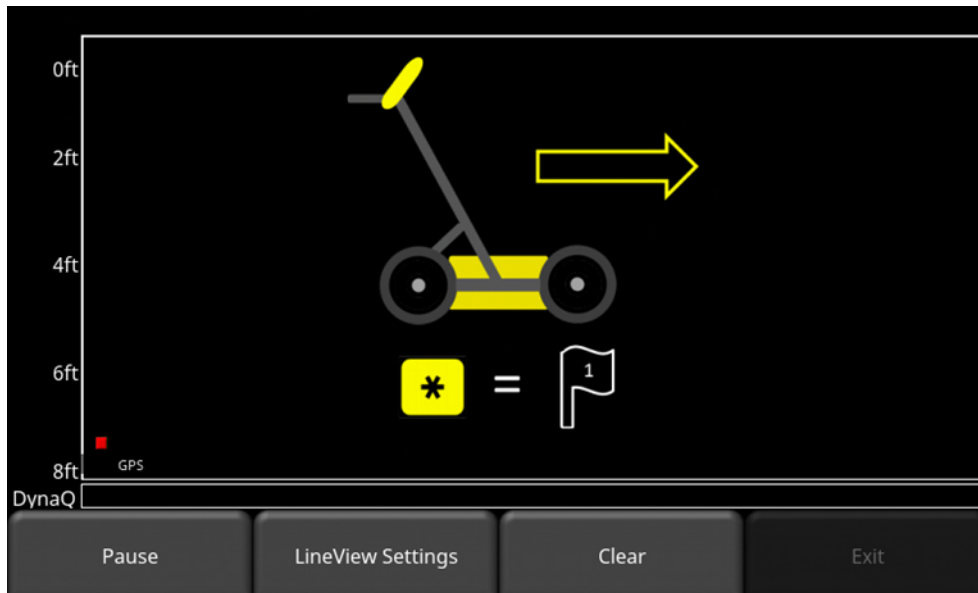 0ft
2ft
4ft
* = 1
6ft
GPS
8ft
DynaQ
Pause LineView Settings Clear Exit